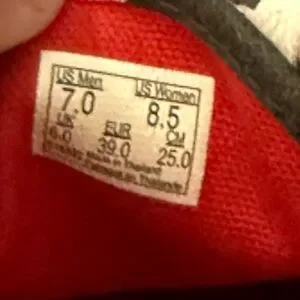 US Men US Women
7.0 8.5
UK EUR CM
6.0 39.0 25.0
made in Thailand